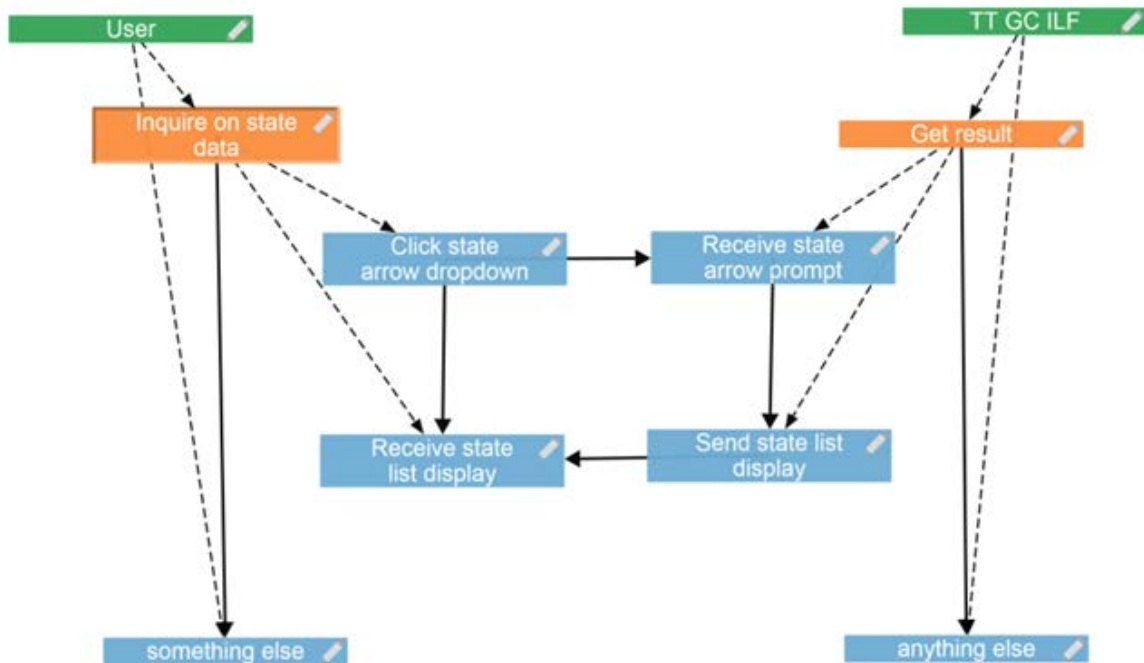 User
TT GC ILF
Inquire on state
data
Get result
Click state
arrow dropdown
Receive state
arrow prompt
Receive state
list display
Send state list
display
something else
anything else